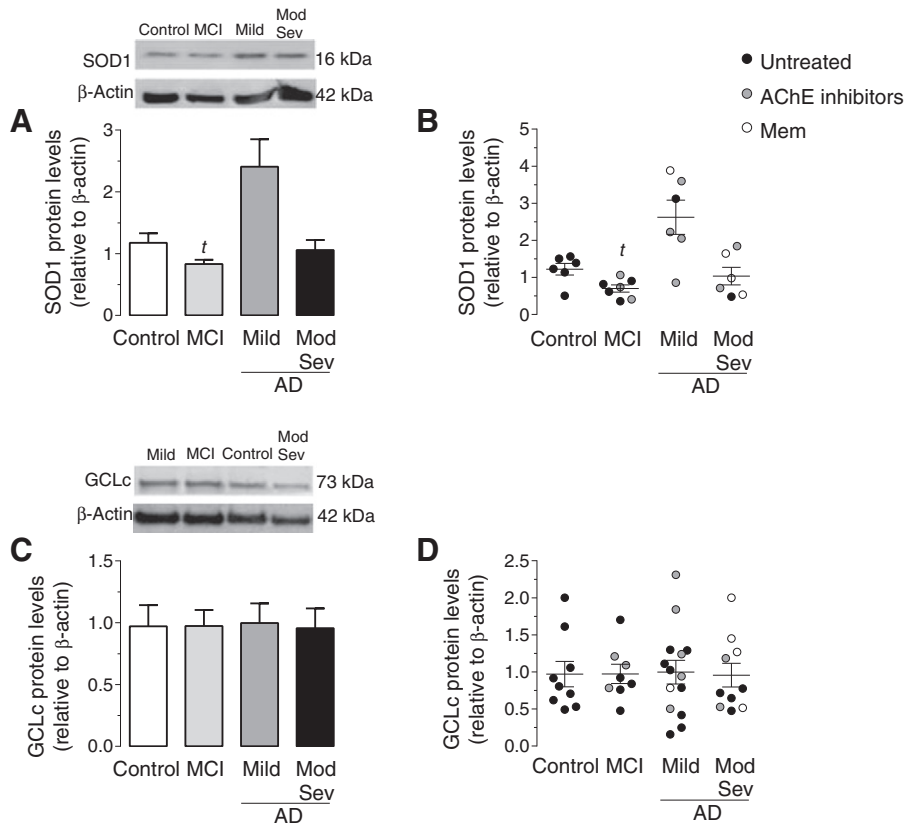 Control MCI Mild Mod Sev
SOD1 16 kDa
β-Actin 42 kDa
Untreated
AChE inhibitors
Mem
A
SOD1 protein levels
(relative to β-actin)
3
2
1
0
t
Control MCI Mild Mod Sev
AD
B
SOD1 protein levels
(relative to β-actin)
5
4
3
2
1
0
t
Control MCI Mild Mod Sev
AD
Mild MCI Control Mod Sev
GCLc 73 kDa
β-Actin 42 kDa
C
GCLc protein levels
(relative to β-actin)
1.5
1.0
0.5
0.0
Control MCI Mild Mod Sev
AD
D
GCLc protein levels
(relative to β-actin)
2.5
2.0
1.5
1.0
0.5
0.0
Control MCI Mild Mod Sev
AD